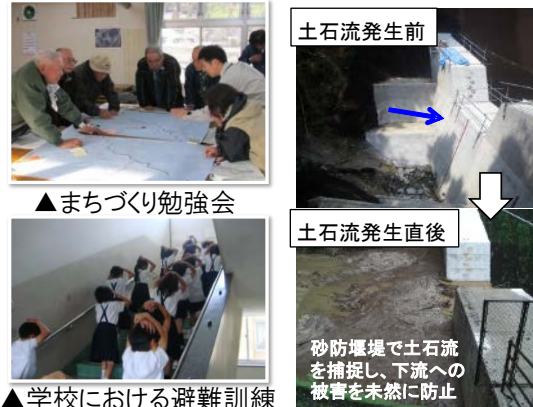 ▲まちづくり勉強会
▲学校における避難訓練
土石流発生前
土石流発生直後
砂防堰堤で土石流
を捕捉し、下流への
被害を未然に防止